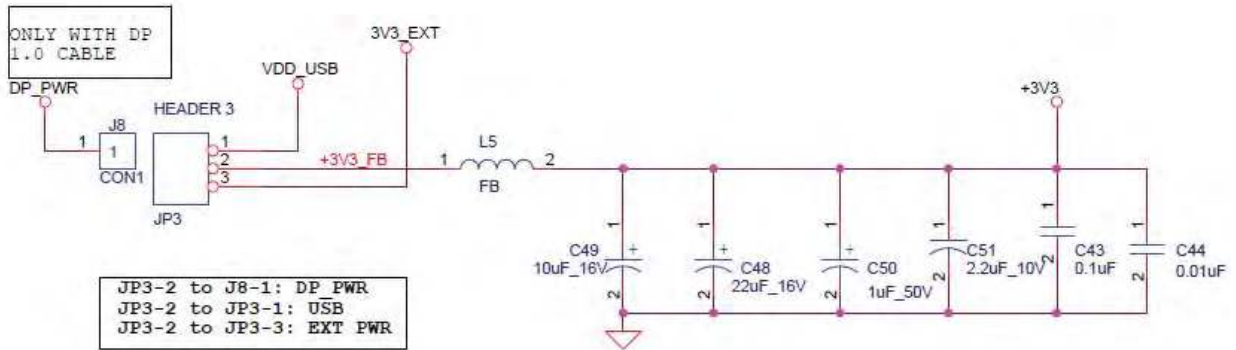 ONLY WITH DP
1.0 CABLE
DP_PWR
3V3_EXT
VDD_USB
HEADER 3
J8
1
1
CON1
1
2
3
JP3
+3V3_FB
1
L5
2
FB
+3V3
1
C49
10uF_16V
+
2
1
+
C48
22uF_16V
2
1
+
C50
1uF_50V
2
1
C51
2.2uF_10V
2
1
C43
0.1uF
2
1
C44
0.01uF
2
JP3-2 to J8-1: DP_PWR
JP3-2 to JP3-1: USB
JP3-2 to JP3-3: EXT PWR